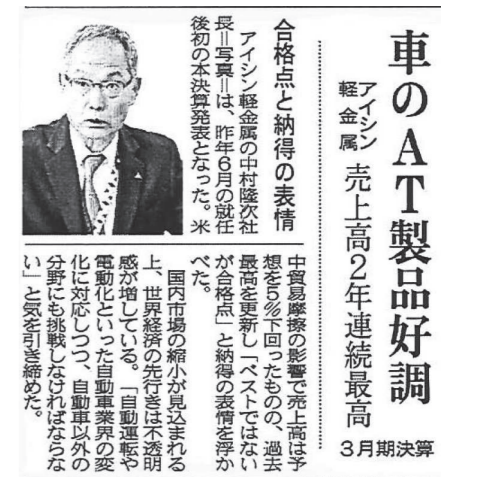 車のAT製品好調
アイシン
軽金属
売上高2年連続最高
3月期決算
合格点と納得の表情
アイシン軽金属の中村隆次社
長＝写真＝は、昨年6月の就任
後初の本決算発表となった。米
中貿易摩擦の影響で売上高は予
想を5％下回ったものの、過去
最高を更新し「ベストではない
が合格点」と納得の表情を浮か
べた。
国内市場の縮小が見込まれる
上、世界経済の先行きは不透明
感が増している。「自動運転や
電動化といった自動車業界の変
化に対応しつつ、自動車以外の
分野にも挑戦しなければならな
い」と気を引き締めた。